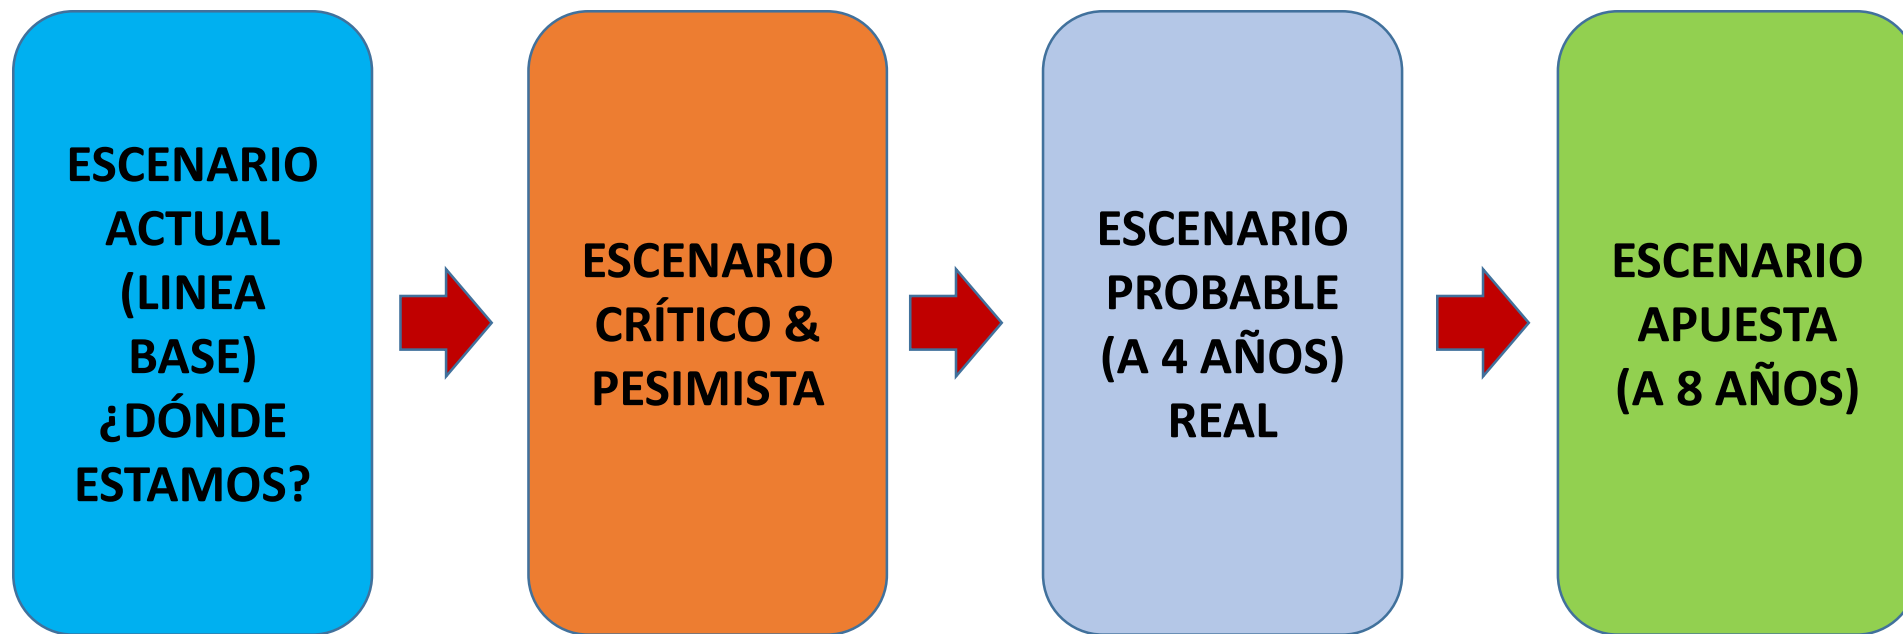 ESCENARIO
ACTUAL
(LINEA
BASE)
¿DÓNDE
ESTAMOS?
ESCENARIO
CRÍTICO &
PESIMISTA
ESCENARIO
PROBABLE
(A 4 AÑOS)
REAL
ESCENARIO
APUESTA
(A 8 AÑOS)